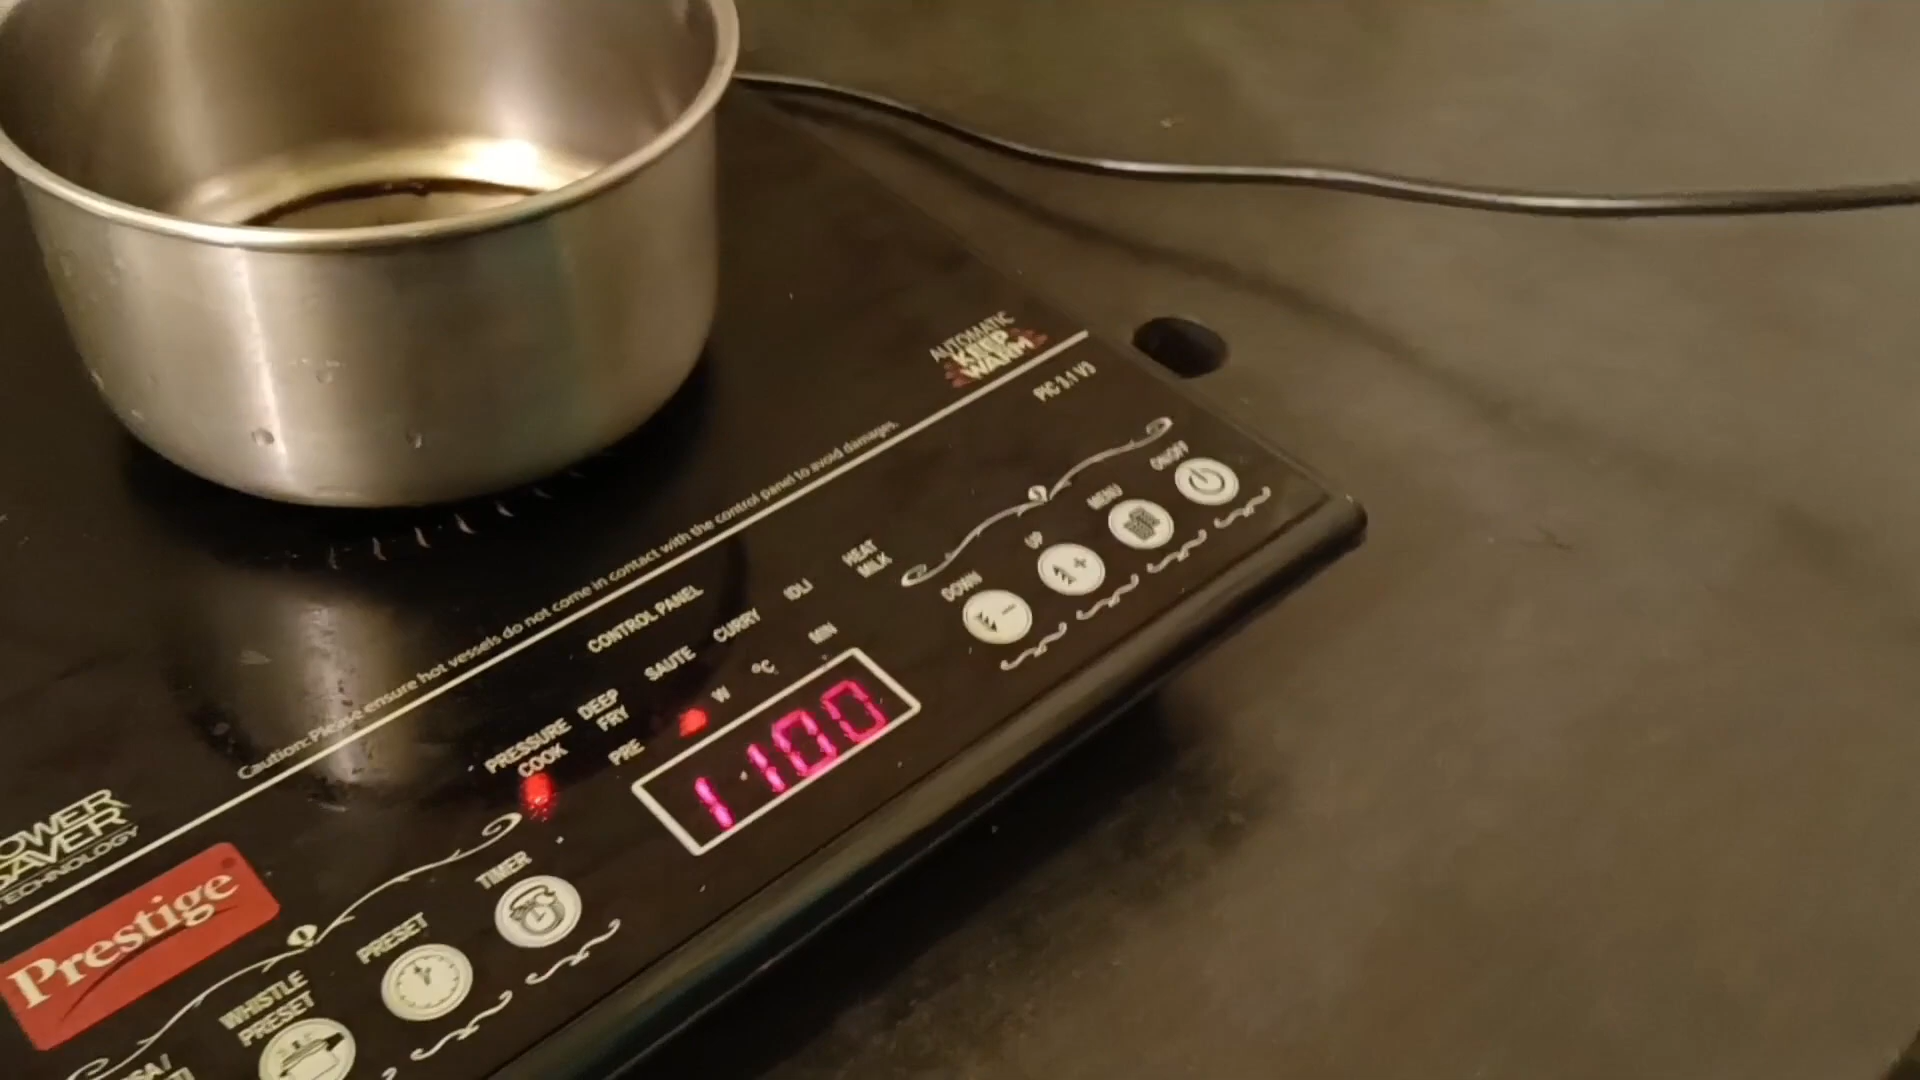 AUTOMATIC
KEEP
WARM
PIC 3.1 V3
Caution: Please ensure hot vessels do not come in contact with the control panel to avoid damages.
ON/OFF
MENU
UP
DOWN
CONTROL PANEL
HEAT
MILK
IDLI
CURRY
SAUTE
DEEP
FRY
PRESSURE
COOK
MIN
°C
W
PRE
1100
SAVER
TECHNOLOGY
Prestige
TIMER
PRESET
WHISTLE
PRESET